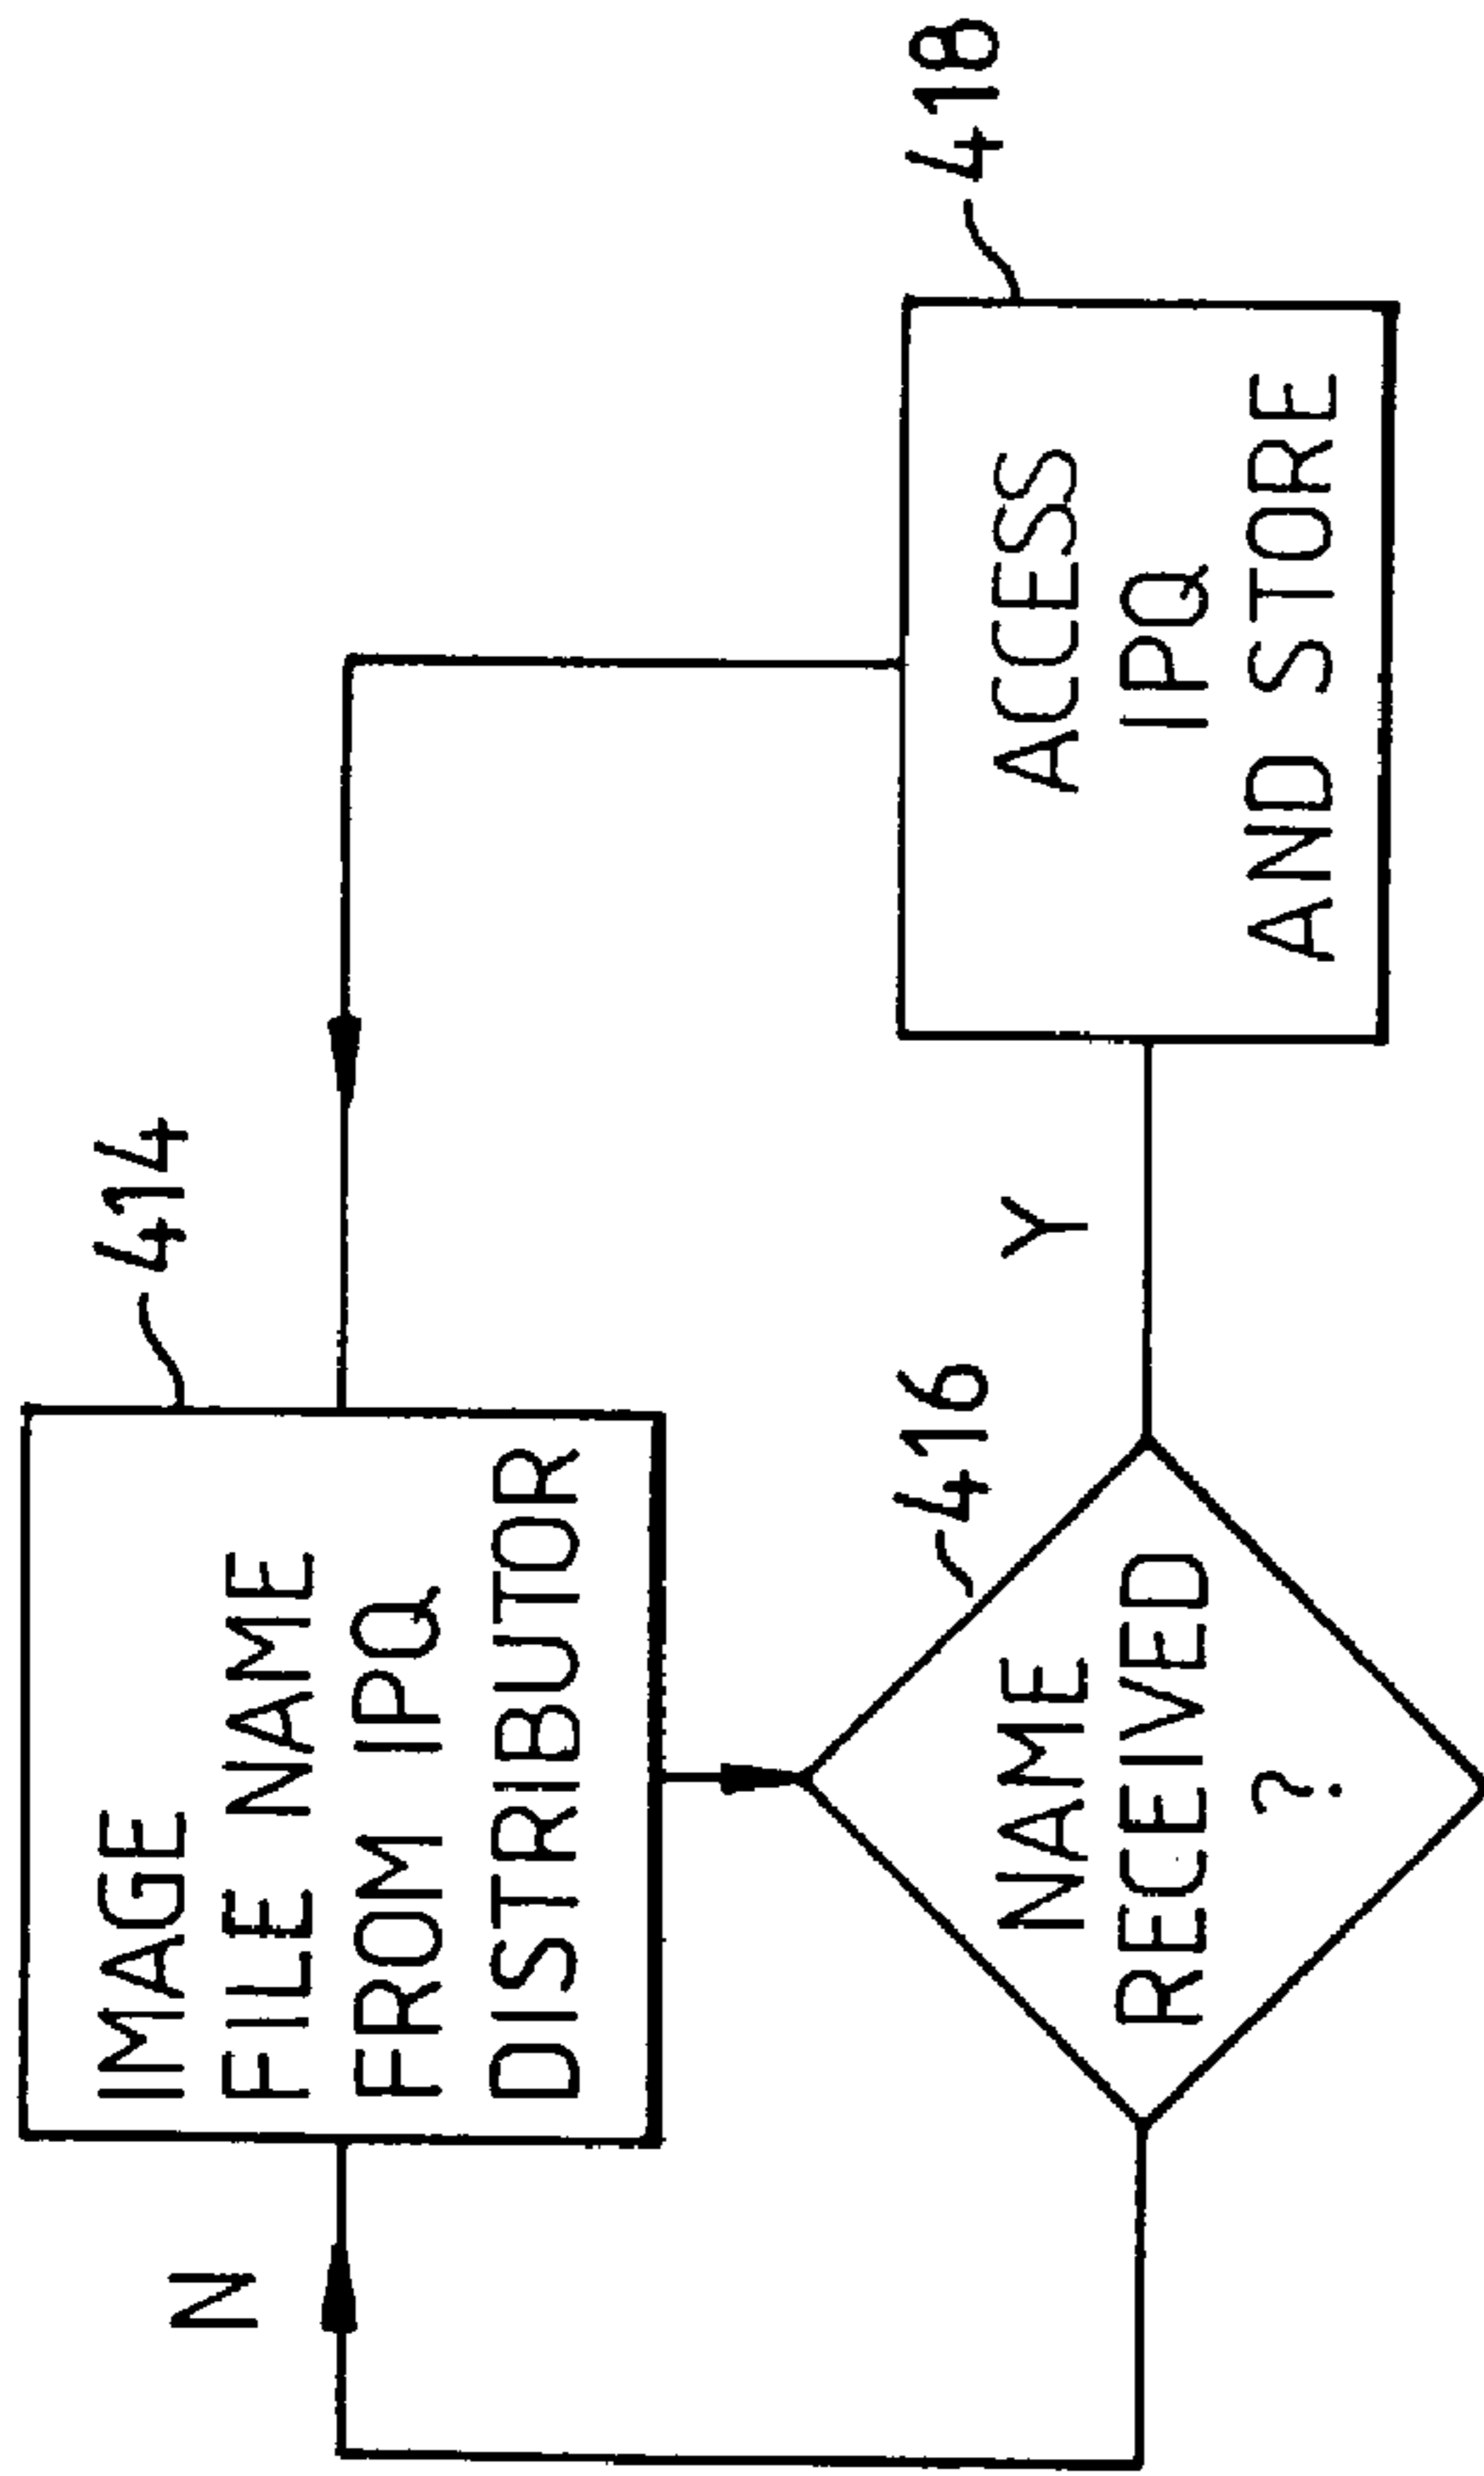 414
IMAGE
FILE NAME
FROM IPQ
DISTRIBUTOR
N
416
NAME
RECEIVED
?
Y
418
ACCESS
IPQ
AND STORE